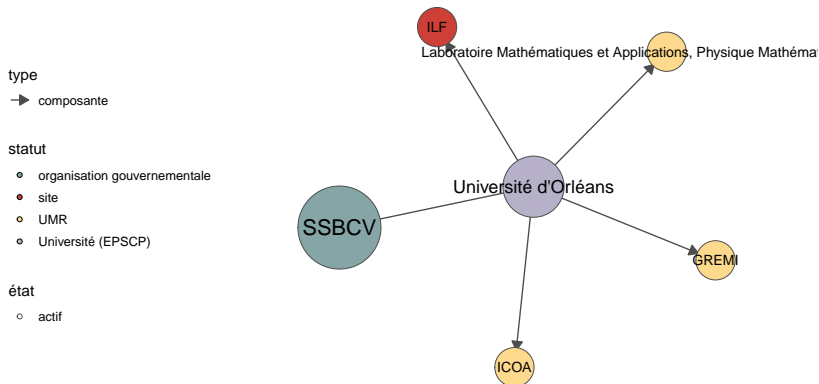 type
composante
statut
organisation gouvernementale
site
UMR
Université (EPSCP)
état
actif
ILF
Laboratoire Mathématiques et Applications, Physique
Université d'Orléans
SSBCV
GREMI
ICOA